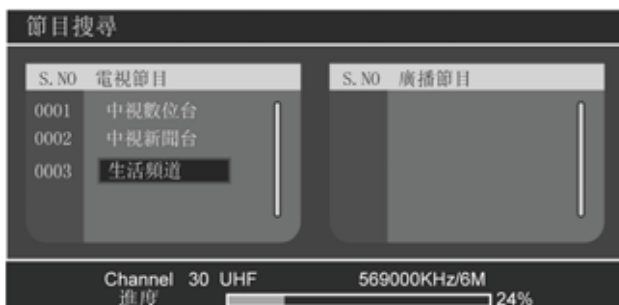 節目搜尋
S.NO 電視節目
0001 中視數位台
0002 中視新聞台
0003 生活頻道
S.NO 廣播節目
Channel 30 UHF 569000KHz/6M
進度 24%